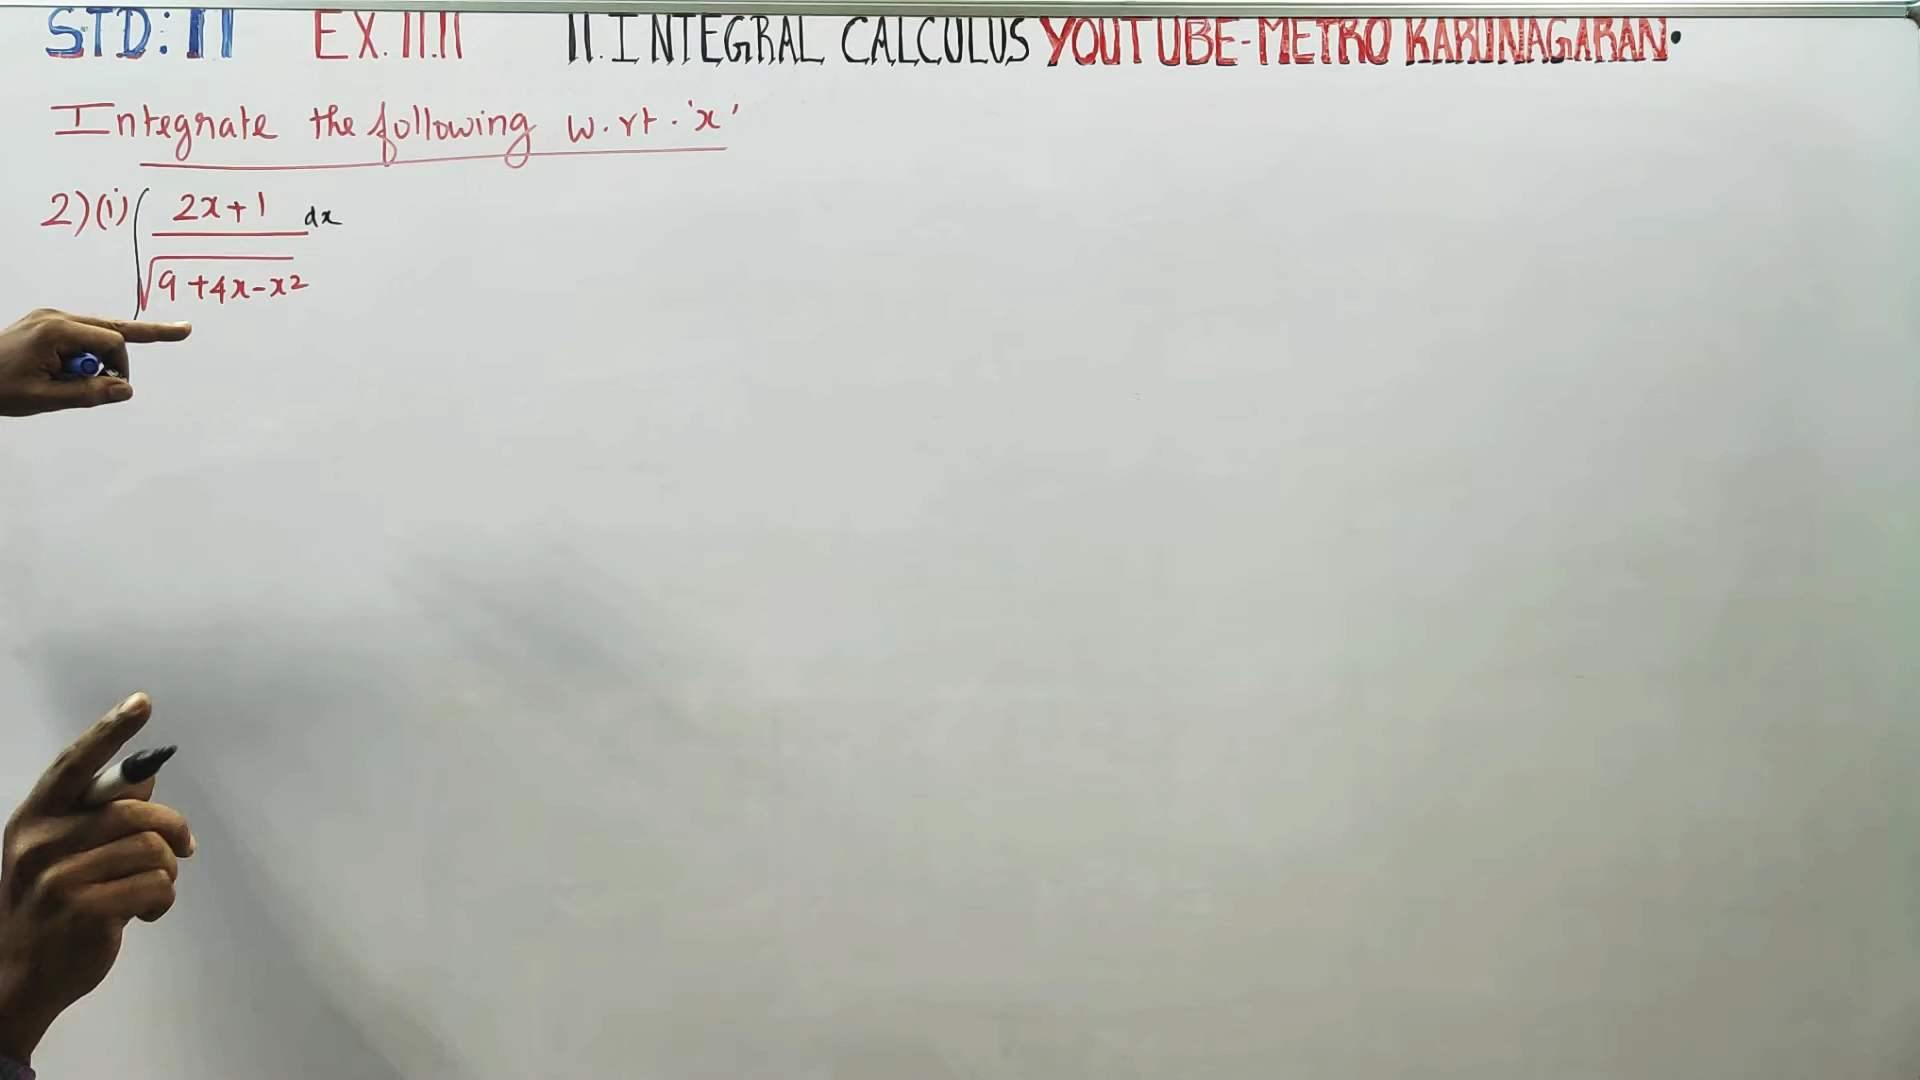 STD: 11 EX. 11.11 11. INTEGRAL CALCULUS YOUTUBE-METRO KARUNAGARAN.
Integrate the following w.r.t. 'x'
2)(i) ∫ 2x+1 dx
√9+4x-x²